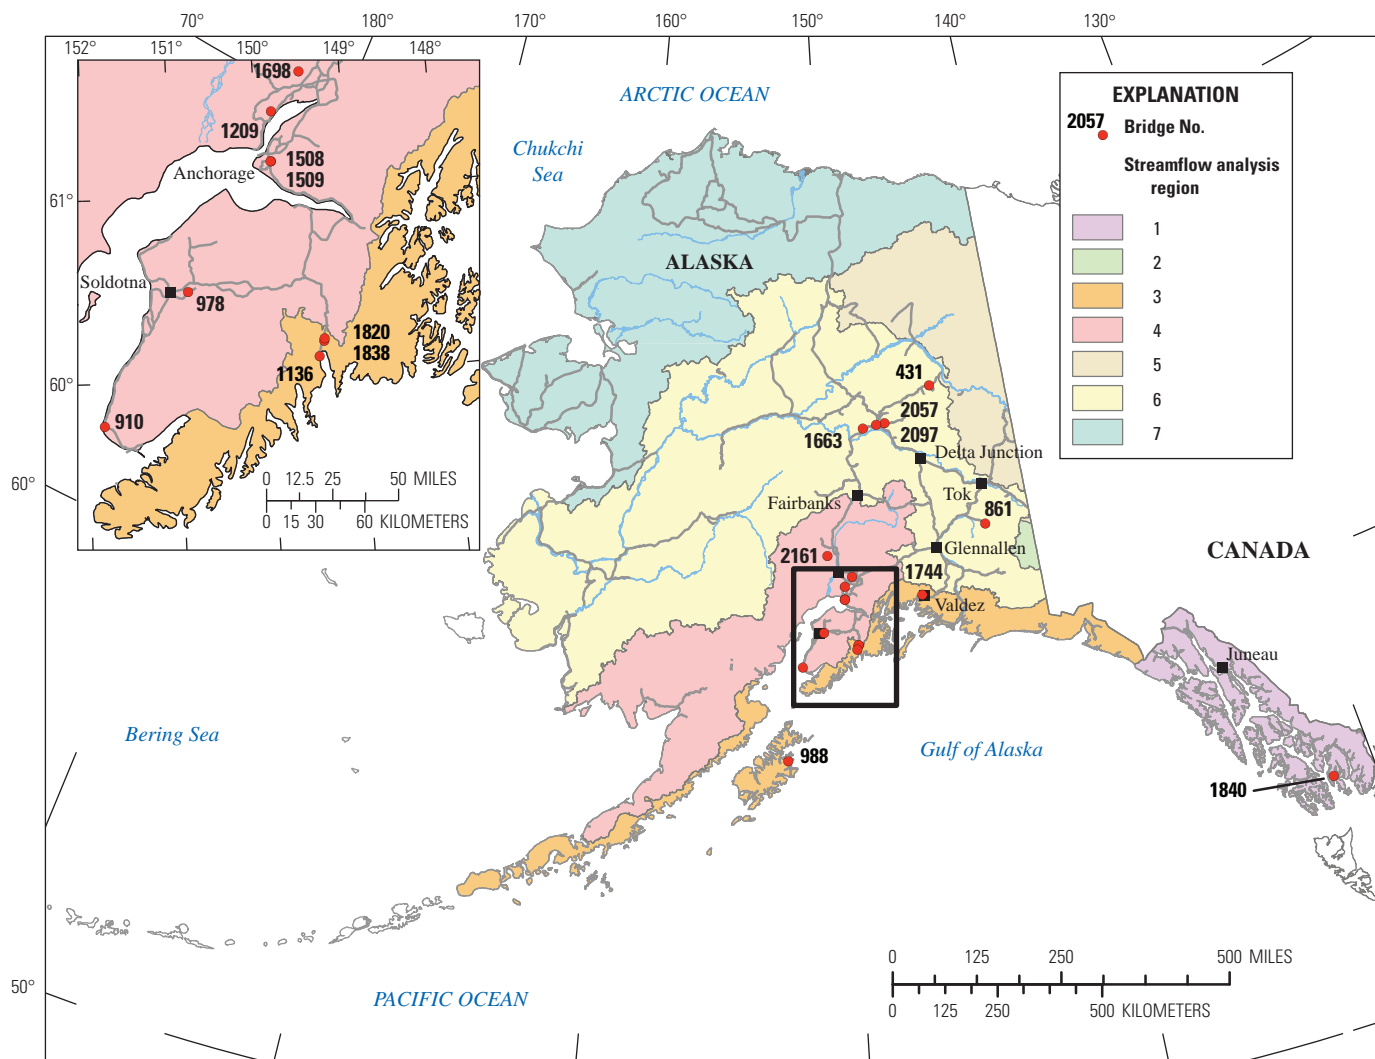 170°
180°
170°
160°
150°
140°
130°
152°
151°
150°
149°
148°
1698
1209
1508
1509
Anchorage
61°
Soldotna
978
1820
1838
1136
60°
910
0 12.5 25 50 MILES
0 15 30 60 KILOMETERS
60°
50°
ARCTIC OCEAN
Chukchi
Sea
ALASKA
431
2057
1663
2097
Delta Junction
Fairbanks
Tok
861
Glennallen
2161
1744
Valdez
CANADA
Juneau
Bering Sea
Gulf of Alaska
988
1840
PACIFIC OCEAN
EXPLANATION
2057
Bridge No.
Streamflow analysis
region
1
2
3
4
5
6
7
0 125 250 500 MILES
0 125 250 500 KILOMETERS